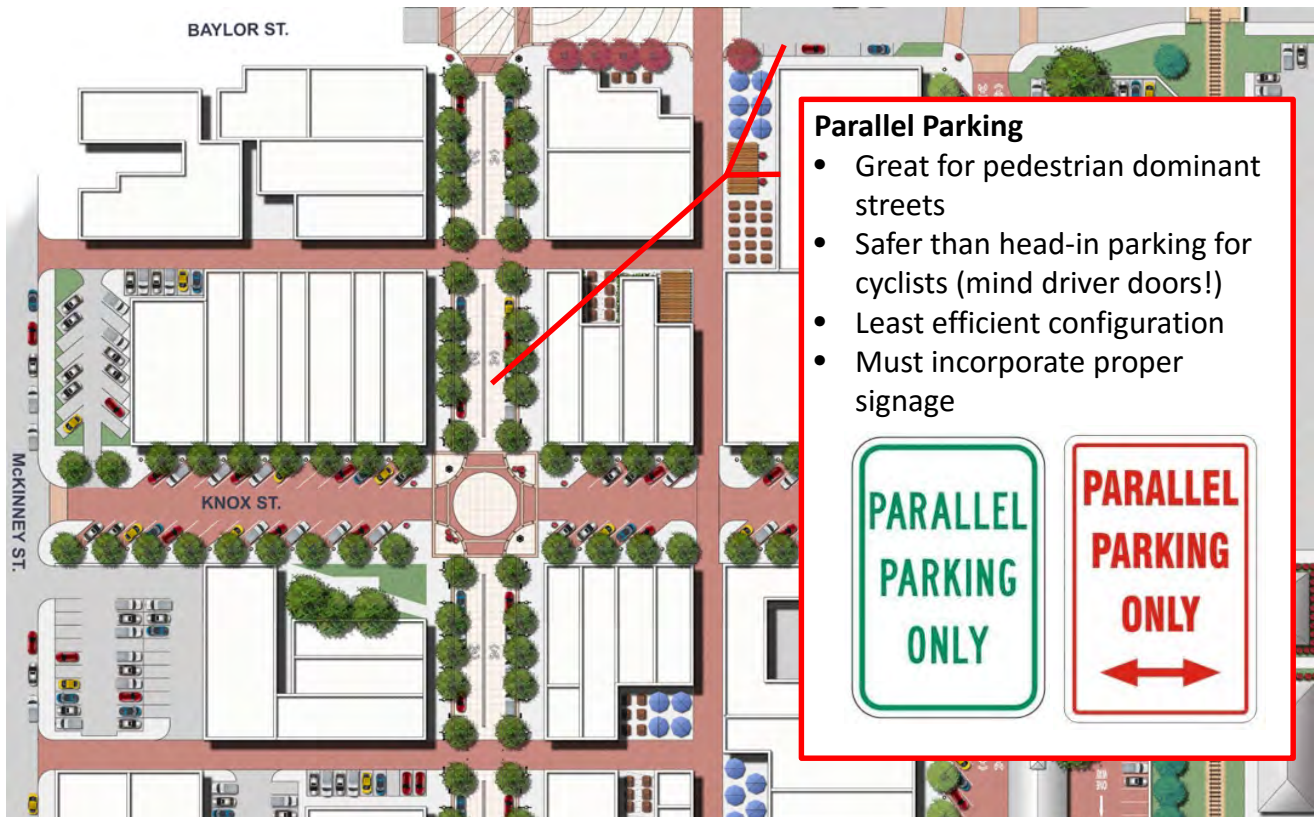 BAYLOR ST.
Parallel Parking
• Great for pedestrian dominant
streets
• Safer than head-in parking for
cyclists (mind driver doors!)
• Least efficient configuration
• Must incorporate proper
signage
KNOX ST.
McKINNEY ST.
PARALLEL
PARKING
ONLY
PARALLEL
PARKING
ONLY